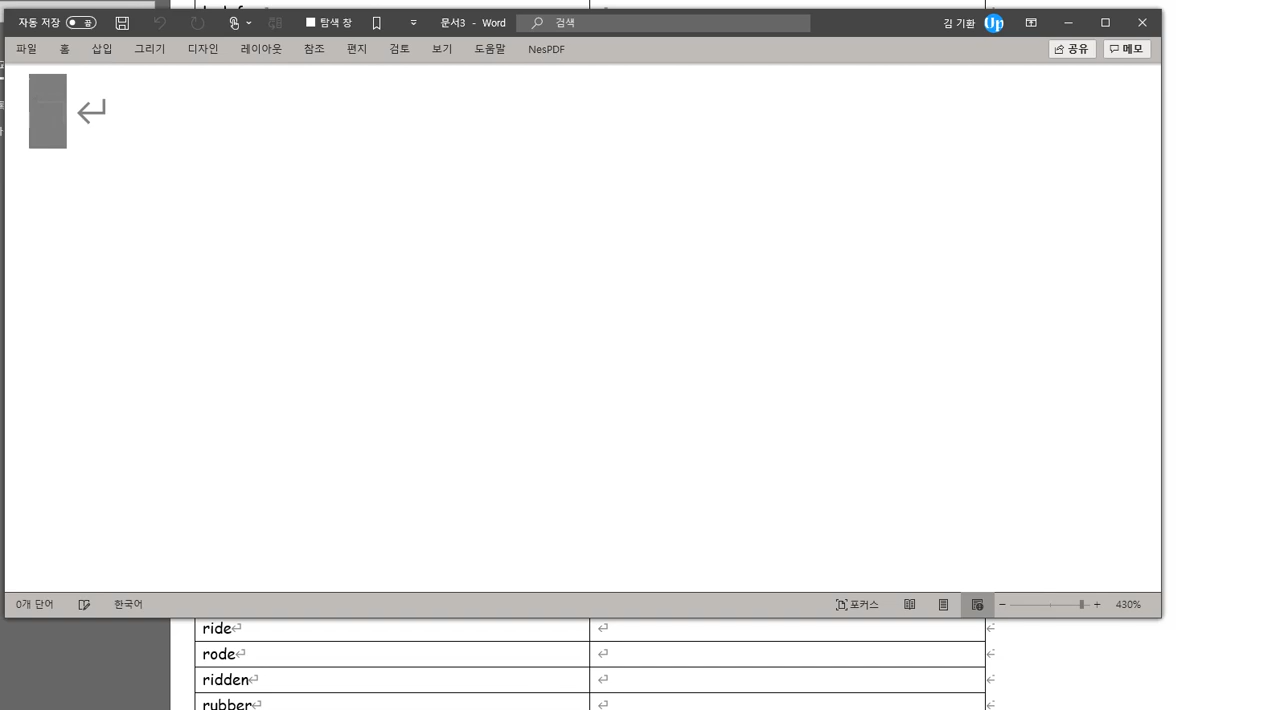 자동 저장 끔 탐색 창 문서3 - Word 검색 김 기환 Up
파일 홈 삽입 그리기 디자인 레이아웃 참조 편지 검토 보기 도움말 NesPDF 공유 메모
0개 단어 한국어 포커스 430%
ride
rode
ridden
rubber